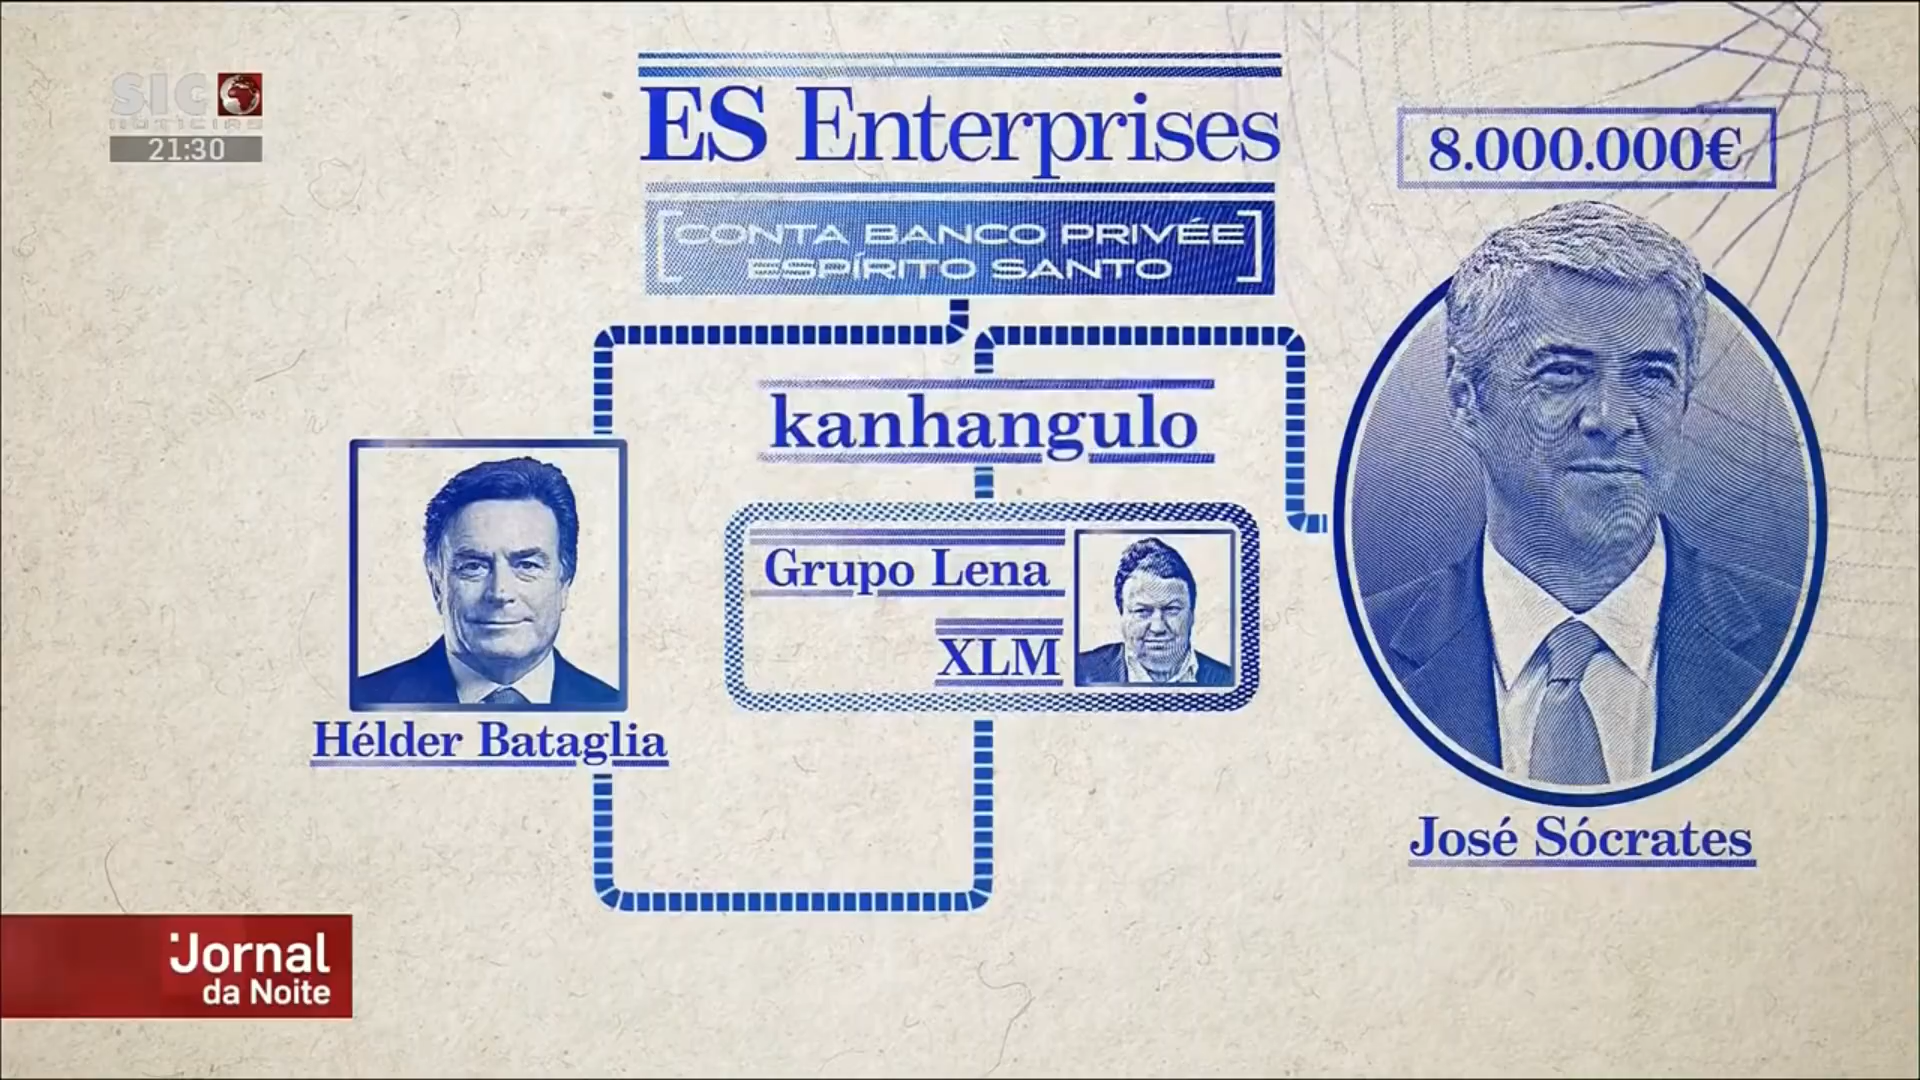 SIC
NOTÍCIAS
21:30
ES Enterprises
[CONTA BANCO PRIVÉE
ESPÍRITO SANTO]
8.000.000€
kanhangulo
Grupo Lena
XLM
Hélder Bataglia
José Sócrates
Jornal
da Noite